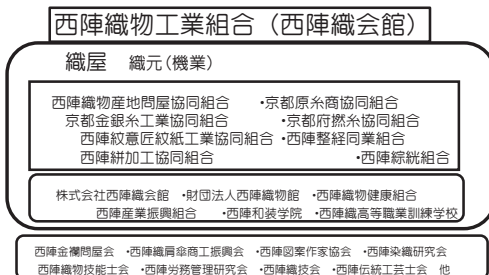 西陣織物工業組合（西陣織会館）
織屋 織元(機業)
西陣織物産地問屋協同組合 ・京都原糸商協同組合
京都金銀糸工業協同組合 ・京都府撚糸協同組合
西陣紋意匠紋紙工業協同組合 ・西陣整経同業組合
西陣絣加工協同組合 ・西陣綜絖組合
株式会社西陣織会館 ・財団法人西陣織物館 ・西陣織物健康組合
西陣産業振興組合 ・西陣和装学院 ・西陣織高等職業訓練学校
西陣金襴問屋会 ・西陣織肩傘商工振興会 ・西陣図案作家協会 ・西陣染織研究会
西陣織物技能士会 ・西陣労務管理研究会 ・西陣織技会 ・西陣伝統工芸士会 他